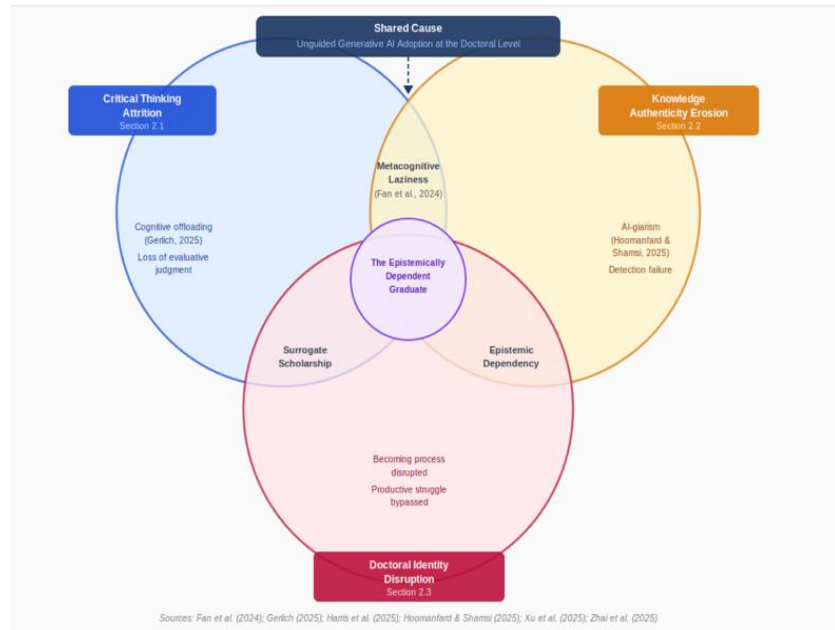 Shared Cause
Unguided Generative AI Adoption at the Doctoral Level
Critical Thinking
Attrition
Section 2.1
Knowledge
Authenticity Erosion
Section 2.2
Metacognitive
Laziness
(Fan et al., 2024)
Cognitive offloading
(Gerlich, 2025)
Loss of evaluative
judgment
AI-giarism
(Hoomanfard &
Shamsi, 2025)
Detection failure
The Epistemically
Dependent
Graduate
Surrogate
Scholarship
Epistemic
Dependency
Becoming process
disrupted
Productive struggle
bypassed
Doctoral Identity
Disruption
Section 2.3
Sources: Fan et al. (2024); Gerlich (2025); Harris et al. (2025); Hoomanfard & Shamsi (2025); Xu et al. (2025); Zhai et al. (2025)